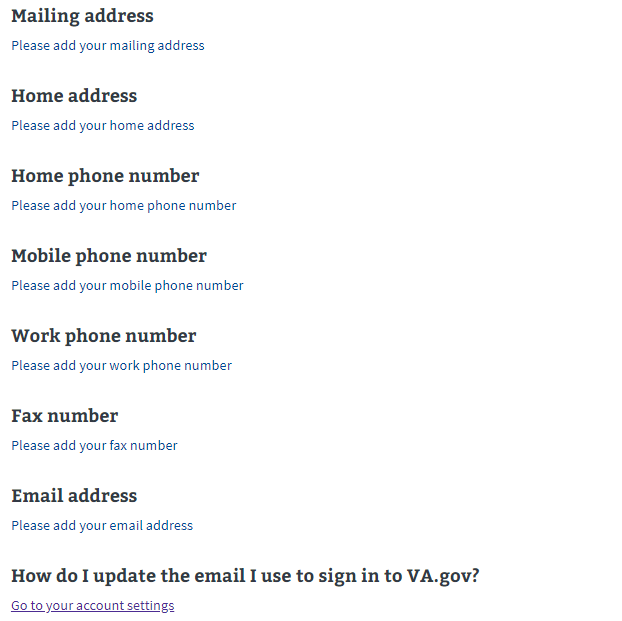 Mailing address
Please add your mailing address
Home address
Please add your home address
Home phone number
Please add your home phone number
Mobile phone number
Please add your mobile phone number
Work phone number
Please add your work phone number
Fax number
Please add your fax number
Email address
Please add your email address
How do I update the email I use to sign in to VA.gov?
Go to your account settings